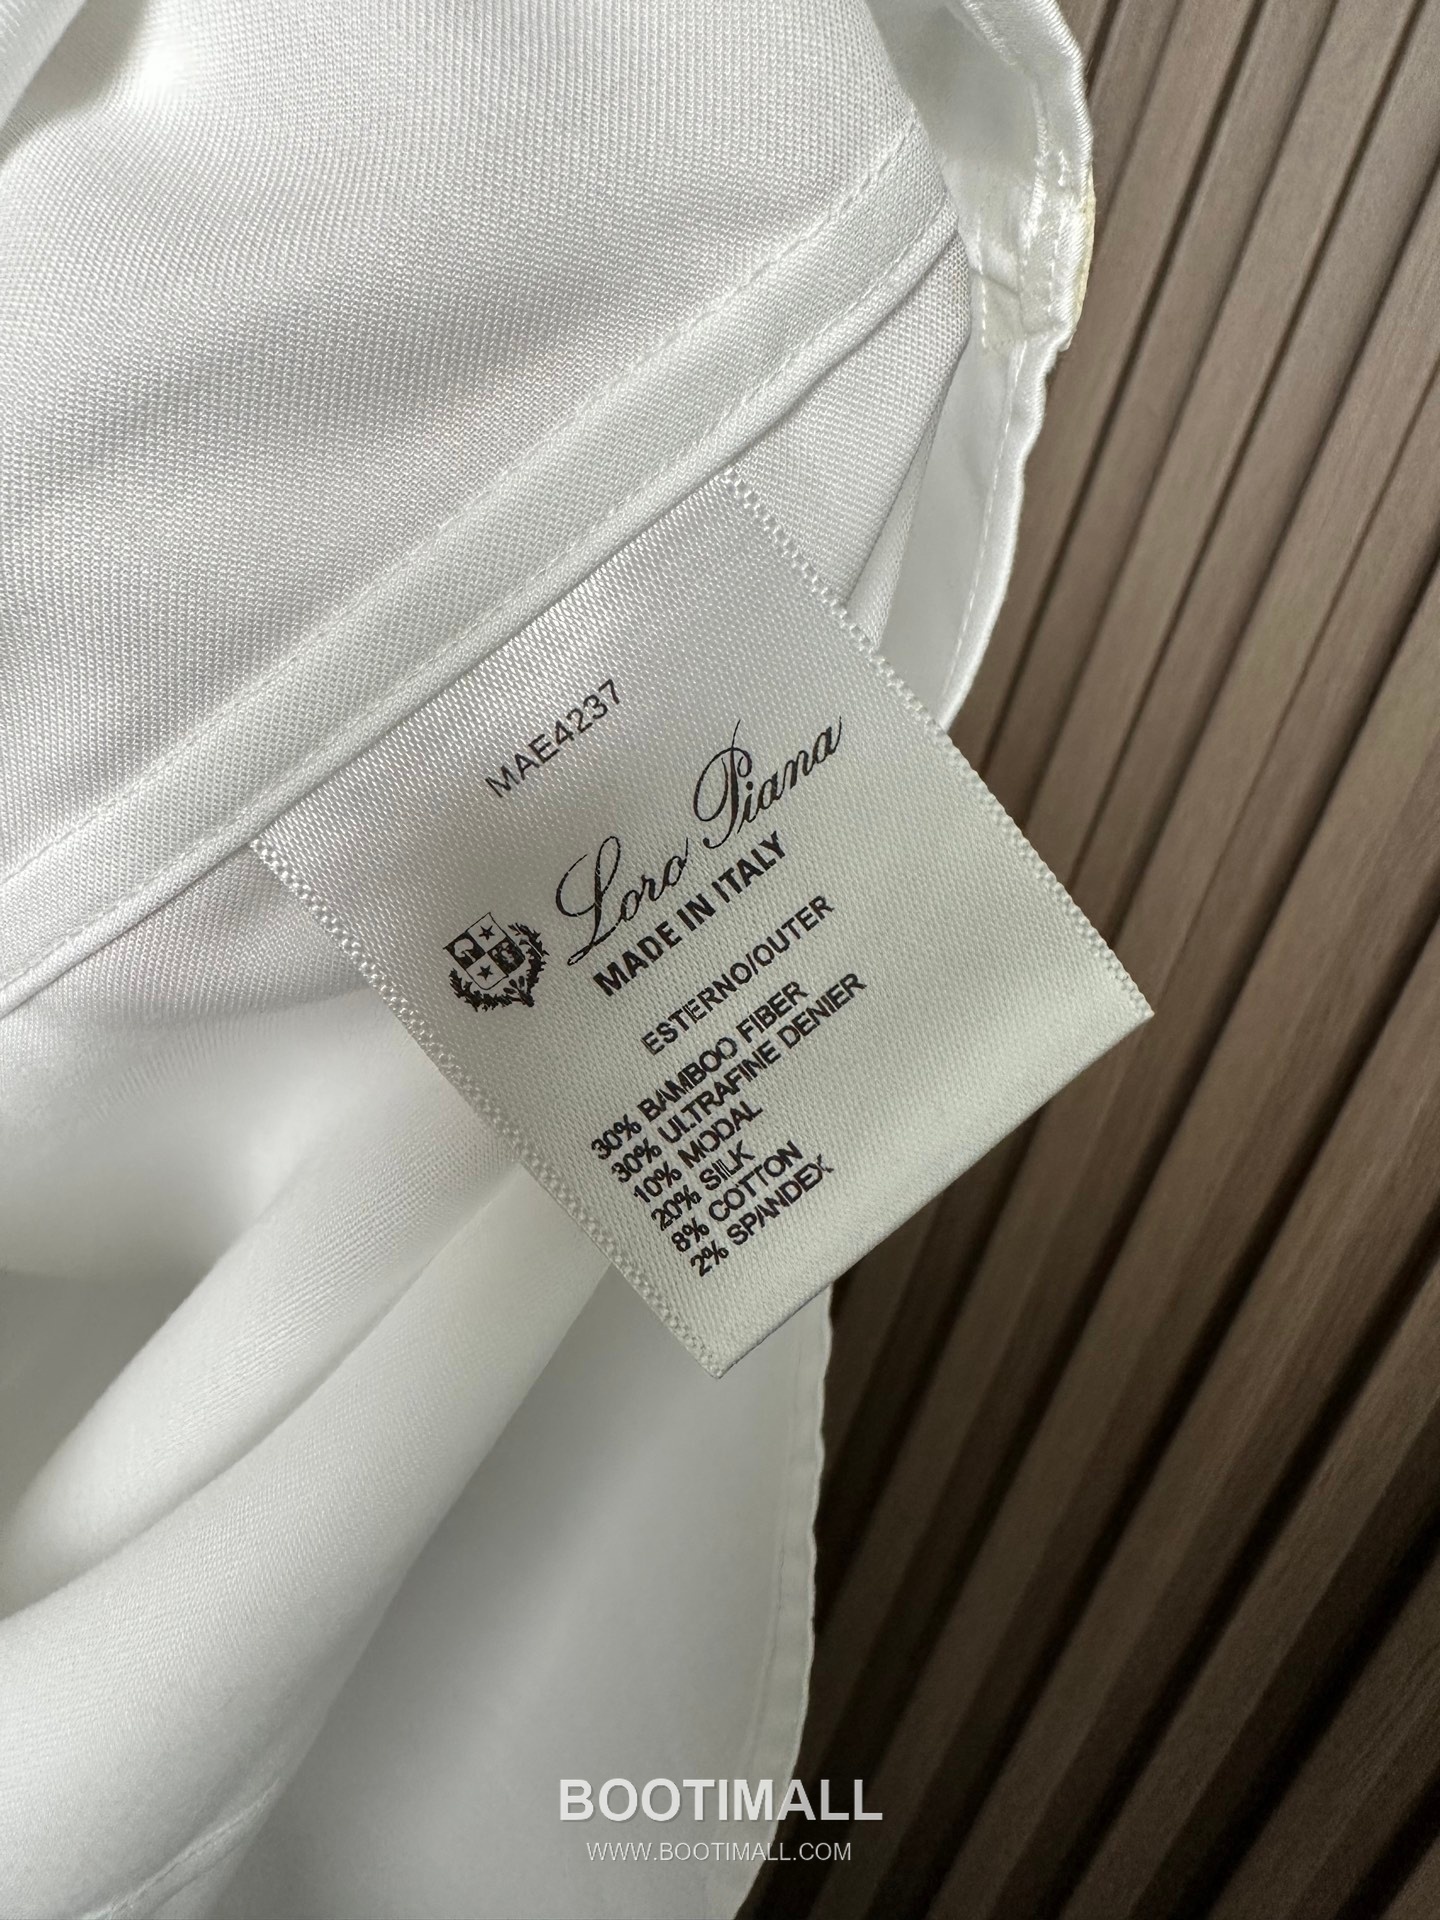 MAE4237
Loro Piana
MADE IN ITALY
ESTERNO/OUTER
30% BAMBOO FIBER
30% ULTRAFINE DENIER
10% MODAL
20% SILK
8% COTTON
2% SPANDEX
BOOTIMALL
WWW.BOOTIMALL.COM